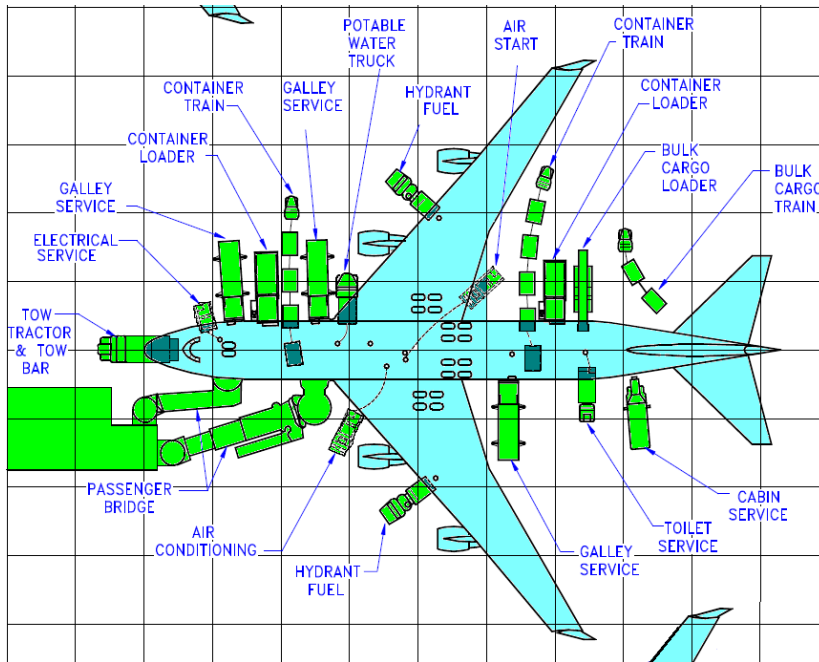 POTABLE
WATER
TRUCK
AIR
START
CONTAINER
TRAIN
CONTAINER
TRAIN
GALLEY
SERVICE
HYDRANT
FUEL
CONTAINER
LOADER
CONTAINER
LOADER
BULK
CARGO
LOADER
BULK
CARGO
TRAIN
GALLEY
SERVICE
ELECTRICAL
SERVICE
TOW
TRACTOR
& TOW
BAR
PASSENGER
BRIDGE
AIR
CONDITIONING
HYDRANT
FUEL
GALLEY
SERVICE
TOILET
SERVICE
CABIN
SERVICE